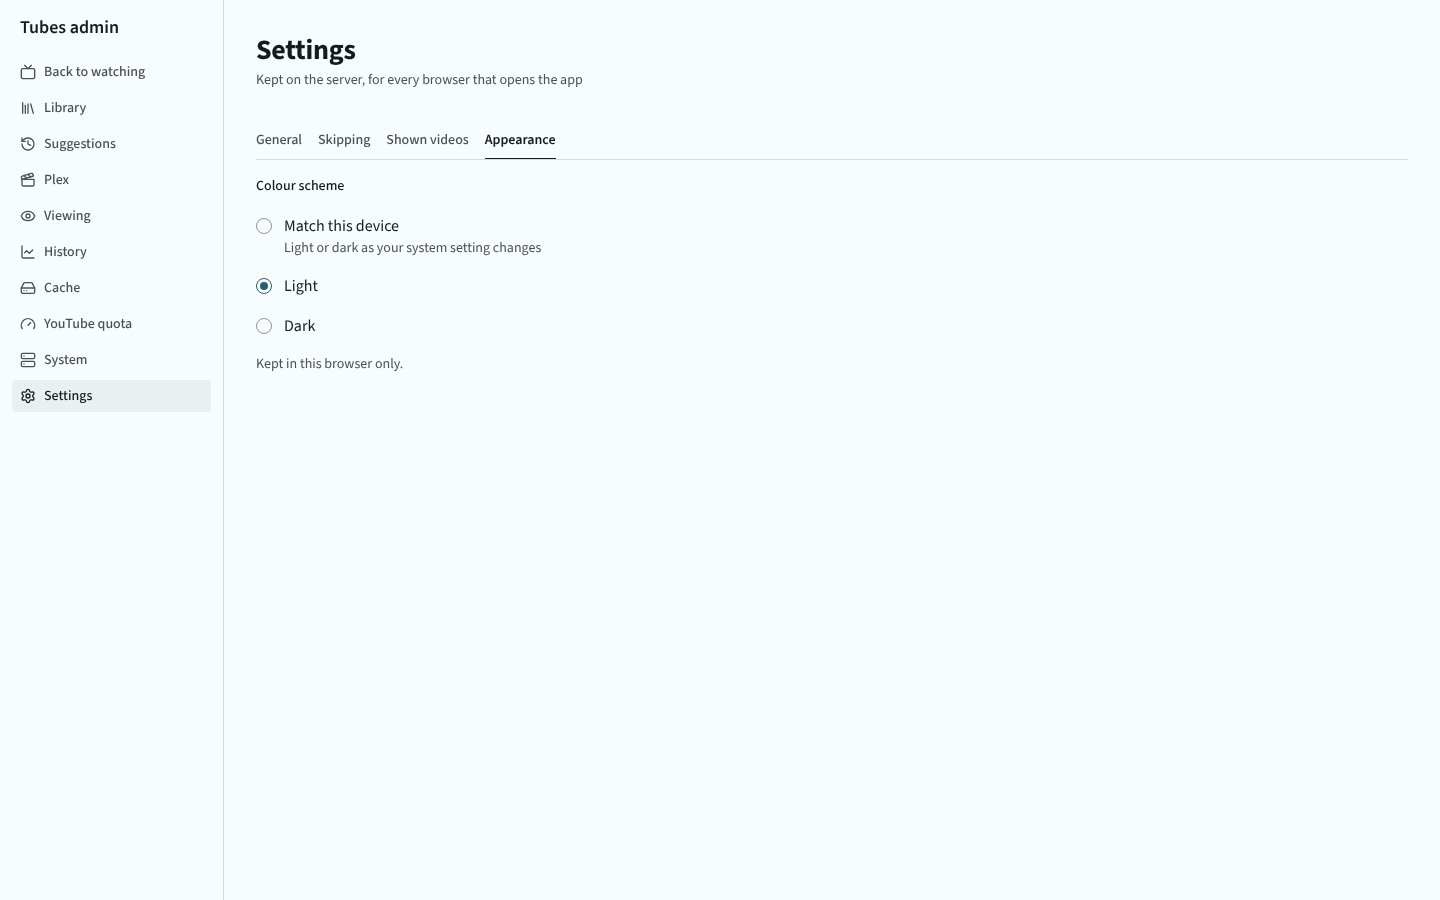 Tubes admin
Back to watching
Library
Suggestions
Plex
Viewing
History
Cache
YouTube quota
System
Settings
Settings
Kept on the server, for every browser that opens the app
General
Skipping
Shown videos
Appearance
Colour scheme
Match this device
Light or dark as your system setting changes
Light
Dark
Kept in this browser only.